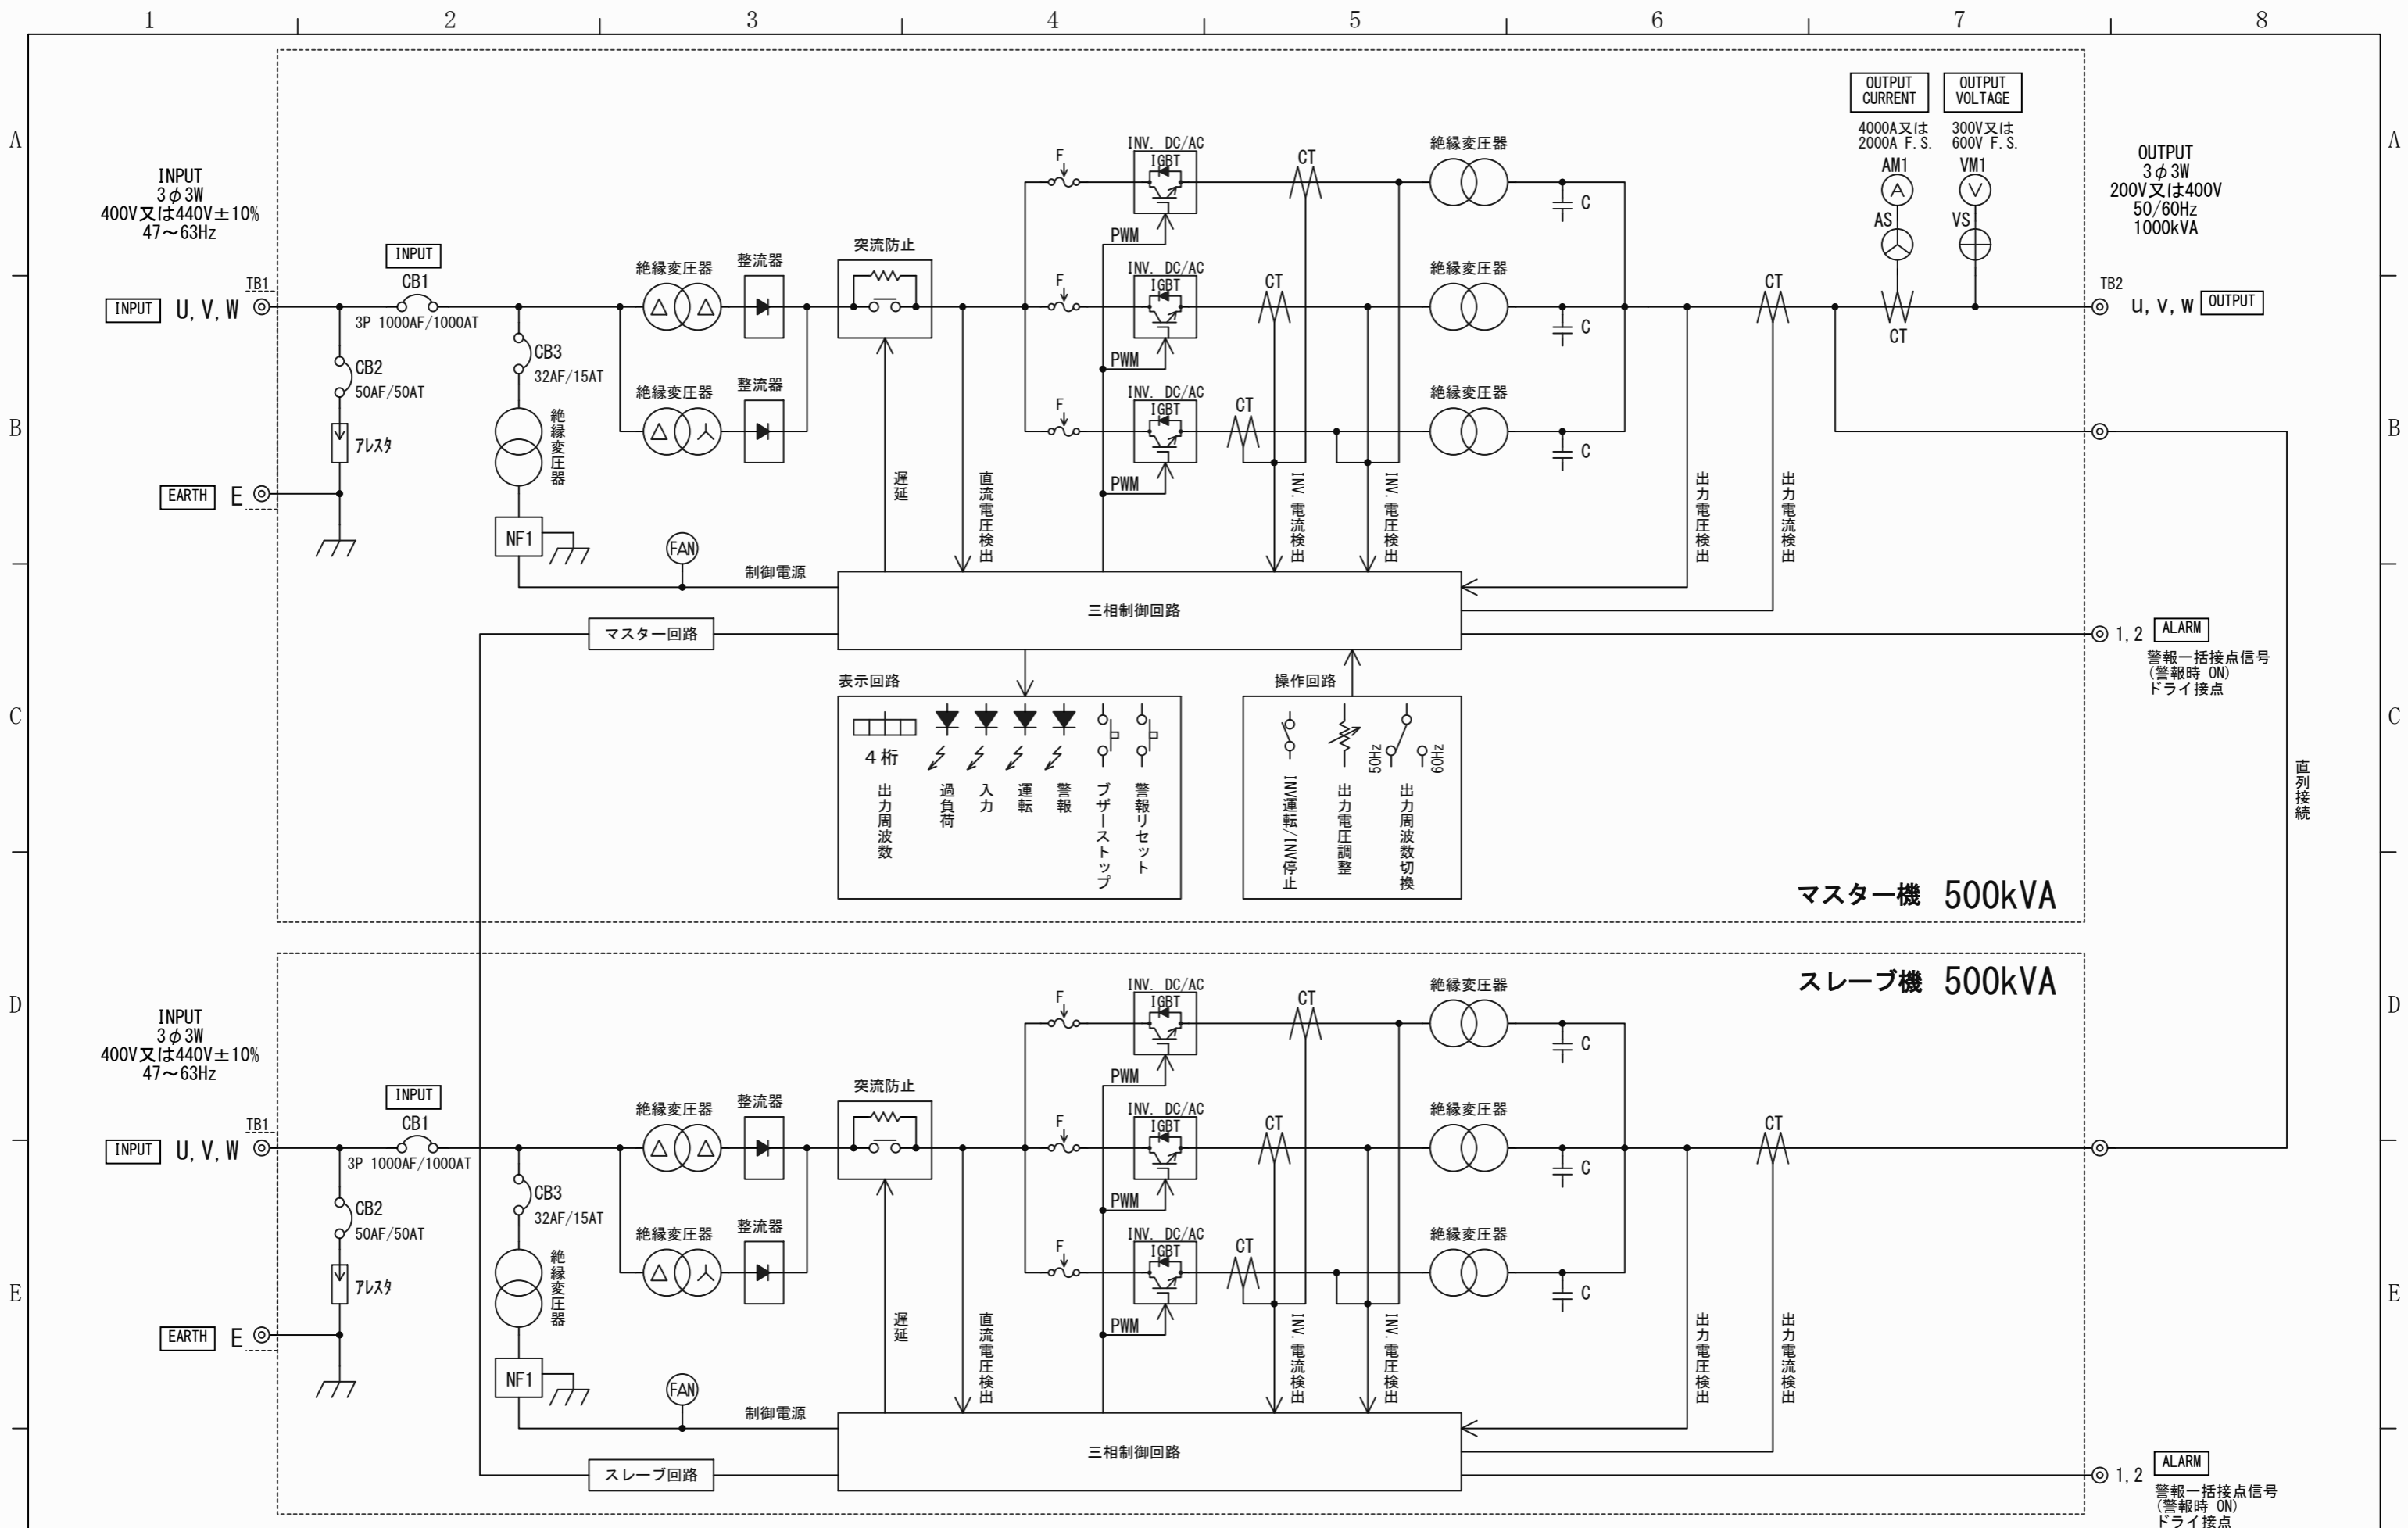 1 2 3 4 5 6 7 8
A
A
OUTPUT
CURRENT
OUTPUT
VOLTAGE
4000A又は
2000A F.S.
300V又は
600V F.S.
AM1
VM1
A
V
AS
VS
INPUT
3φ3W
400V又は440V±10%
47～63Hz
OUTPUT
3φ3W
200V又は400V
50/60Hz
1000kVA
F
INV. DC/AC
IGBT
CT
絶縁変圧器
C
PWM
INPUT
CB1
3P 1000AF/1000AT
TB1
INPUT U,V,W
絶縁変圧器
整流器
突流防止
F
INV. DC/AC
IGBT
CT
絶縁変圧器
C
PWM
CT
CT
TB2
u,v,w OUTPUT
B
B
CB2
50AF/50AT
アレスタ
CB3
32AF/15AT
絶縁変圧器
絶縁変圧器
整流器
F
INV. DC/AC
IGBT
CT
絶縁変圧器
C
PWM
EARTH E
NF1
FAN
制御電源
遅延
直流電圧検出
INV.電流検出
INV.電圧検出
出力電圧検出
出力電流検出
三相制御回路
マスター回路
1,2 ALARM
警報一括接点信号
(警報時 ON)
ドライ接点
C
C
表示回路
4桁
出力周波数
過負荷
入力
運転
警報
ブザーストップ
警報リセット
操作回路
INV運転/INV停止
出力電圧調整
50Hz
60Hz
出力周波数切換
直列接続
マスター機 500kVA
スレーブ機 500kVA
D
D
INPUT
3φ3W
400V又は440V±10%
47～63Hz
F
INV. DC/AC
IGBT
CT
絶縁変圧器
C
PWM
INPUT
CB1
3P 1000AF/1000AT
TB1
INPUT U,V,W
絶縁変圧器
整流器
突流防止
F
INV. DC/AC
IGBT
CT
絶縁変圧器
C
PWM
CT
E
E
CB2
50AF/50AT
アレスタ
CB3
32AF/15AT
絶縁変圧器
絶縁変圧器
整流器
F
INV. DC/AC
IGBT
CT
絶縁変圧器
C
PWM
EARTH E
NF1
FAN
制御電源
遅延
直流電圧検出
INV.電流検出
INV.電圧検出
出力電圧検出
出力電流検出
三相制御回路
スレーブ回路
1,2 ALARM
警報一括接点信号
(警報時 ON)
ドライ接点